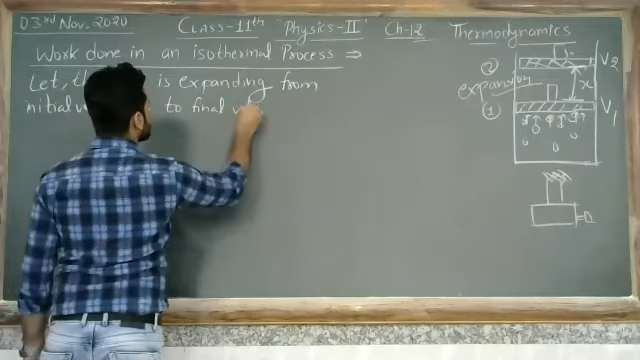 03rd Nov. 2020 Class-11th "Physics-II" Ch-12 Thermodynamics
Work done in an isothermal Process ⇒
Let, is expanding from
initial to final
② V2
expansion x
① V1